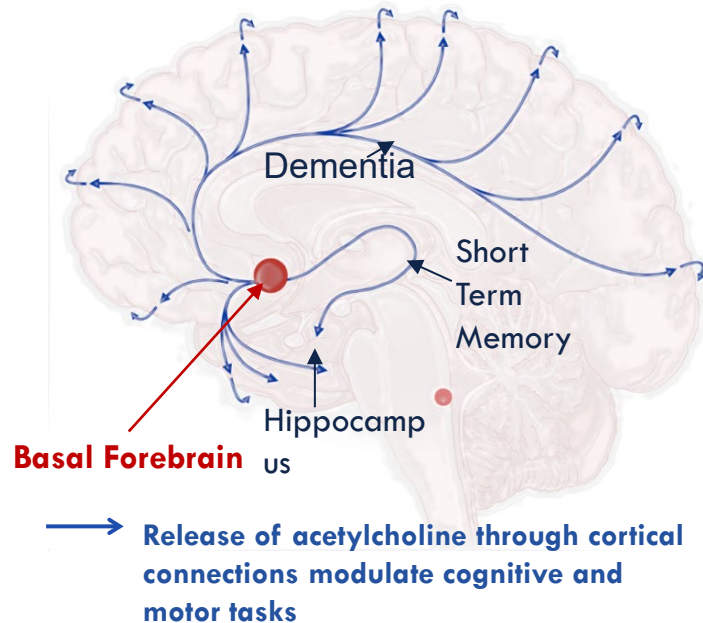 Dementia
Short
Term
Memory
Hippocamp
us
Basal Forebrain
Release of acetylcholine through cortical
connections modulate cognitive and
motor tasks